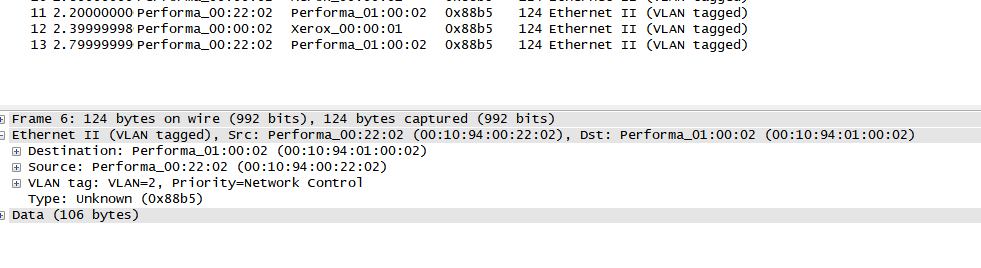 11 2.20000000 Performa_00:22:02 Performa_01:00:02 0x88b5 124 Ethernet II (VLAN tagged)
12 2.39999998 Performa_00:22:02 Xerox_00:00:01 0x88b5 124 Ethernet II (VLAN tagged)
13 2.79999999 Performa_00:22:02 Performa_01:00:02 0x88b5 124 Ethernet II (VLAN tagged)
Frame 6: 124 bytes on wire (992 bits), 124 bytes captured (992 bits)
Ethernet II (VLAN tagged), Src: Performa_00:22:02 (00:10:94:00:22:02), Dst: Performa_01:00:02 (00:10:94:01:00:02)
Destination: Performa_01:00:02 (00:10:94:01:00:02)
Source: Performa_00:22:02 (00:10:94:00:22:02)
VLAN tag: VLAN=2, Priority=Network Control
Type: Unknown (0x88b5)
Data (106 bytes)